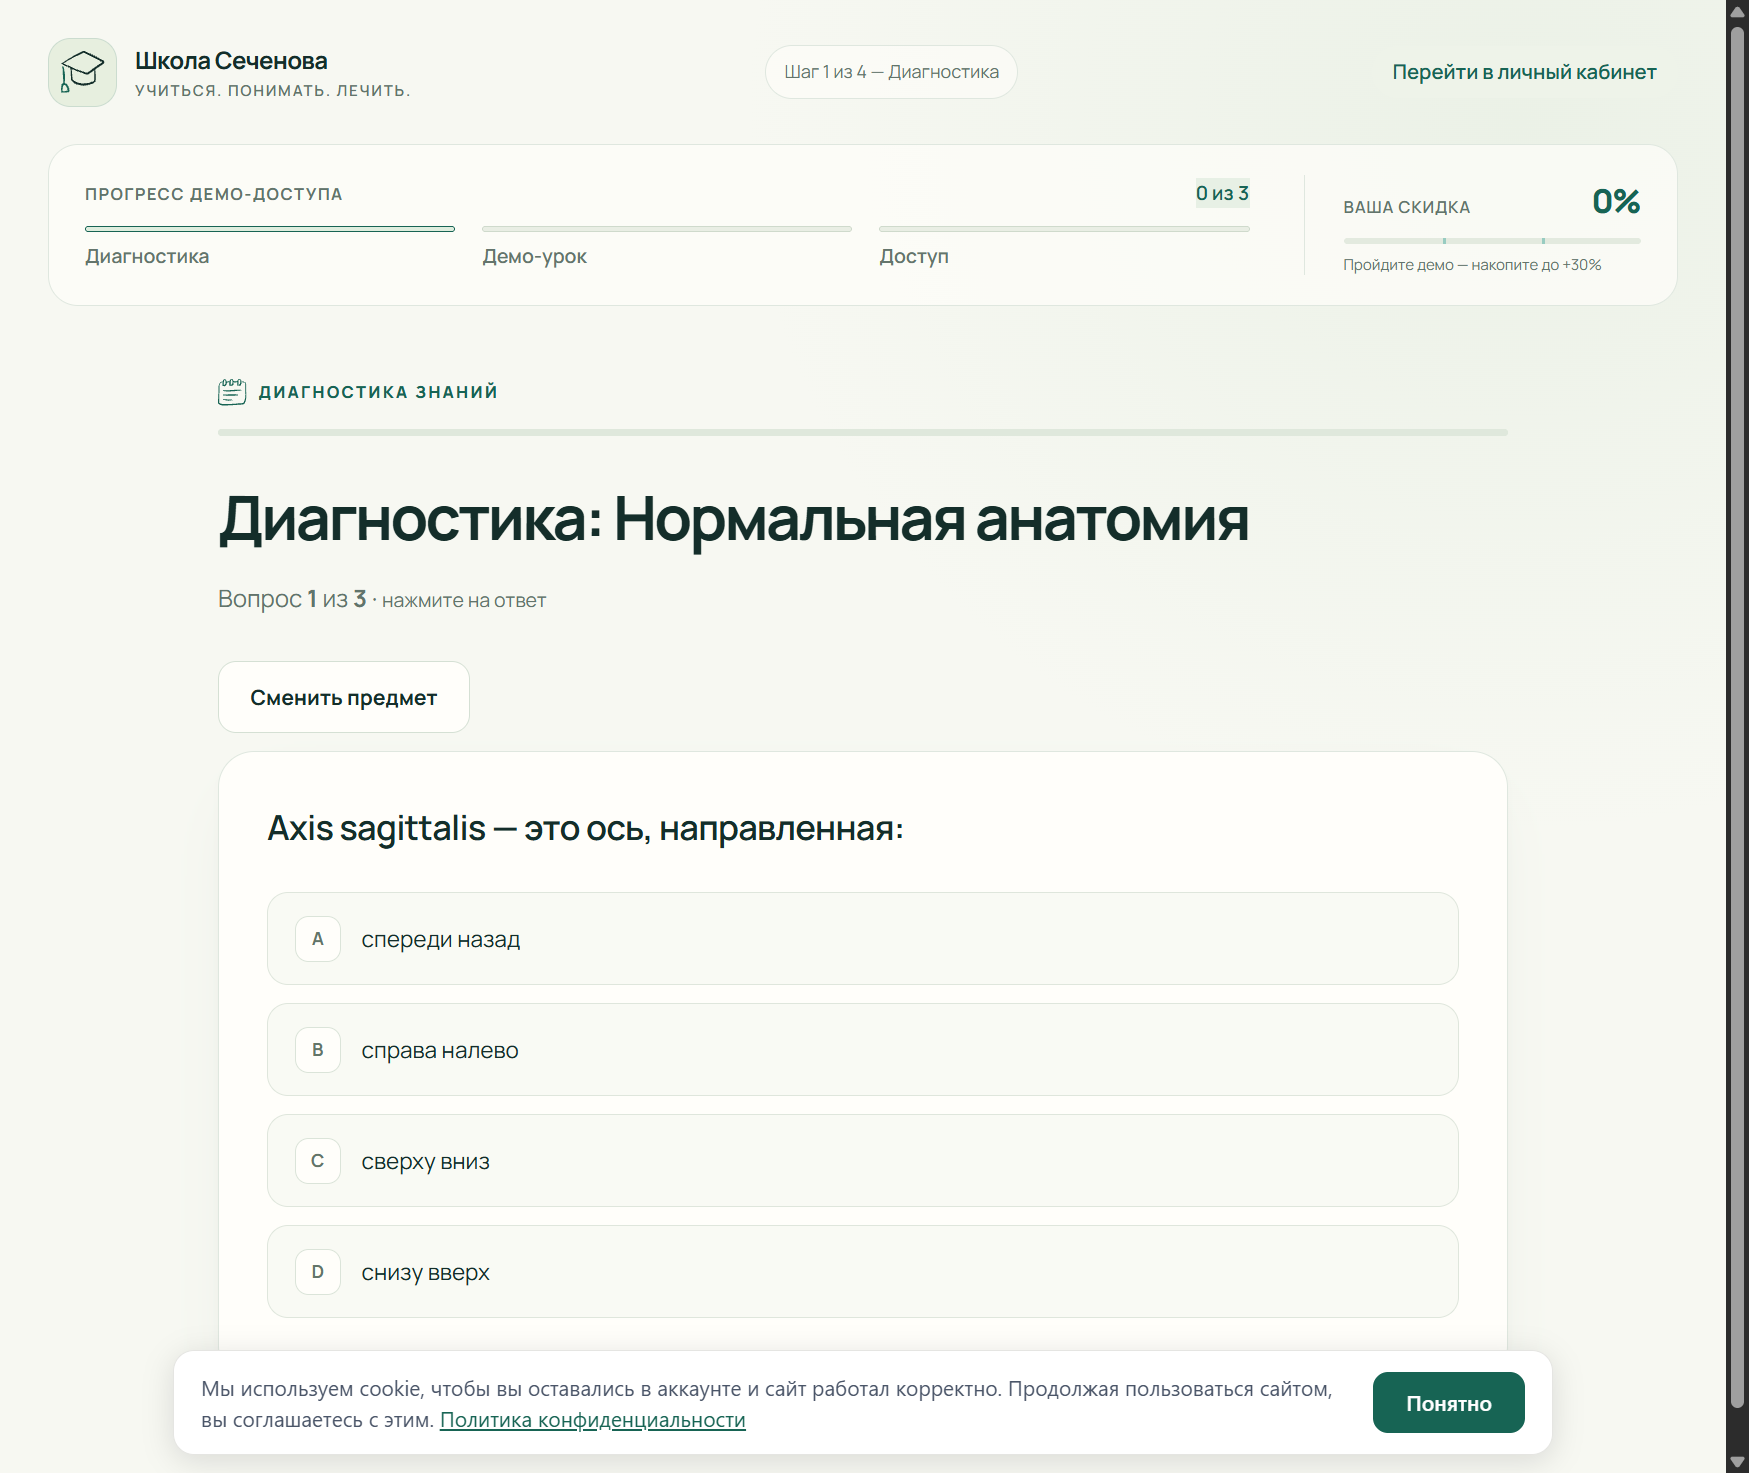 Школа Сеченова
УЧИТЬСЯ. ПОНИМАТЬ. ЛЕЧИТЬ.
Шаг 1 из 4 — Диагностика
Перейти в личный кабинет
ПРОГРЕСС ДЕМО-ДОСТУПА
0 из 3
Диагностика
Демо-урок
Доступ
ВАША СКИДКА
0%
Пройдите демо — накопите до +30%
ДИАГНОСТИКА ЗНАНИЙ
Диагностика: Нормальная анатомия
Вопрос 1 из 3 · нажмите на ответ
Сменить предмет
Axis sagittalis — это ось, направленная:
A спереди назад
B справа налево
C сверху вниз
D снизу вверх
Мы используем cookie, чтобы вы оставались в аккаунте и сайт работал корректно. Продолжая пользоваться сайтом,
вы соглашаетесь с этим. Политика конфиденциальности
Понятно